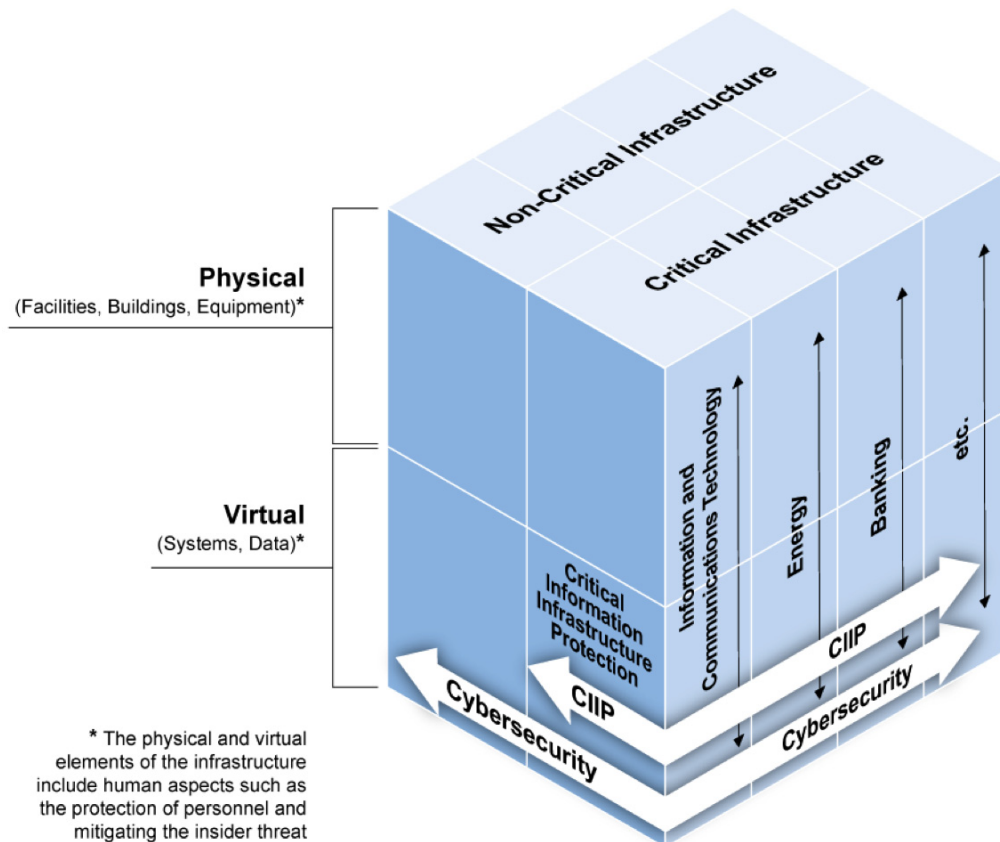 Non-Critical Infrastructure
Critical Infrastructure
Physical
(Facilities, Buildings, Equipment)*
Virtual
(Systems, Data)*
Critical
Information
Infrastructure
Protection
Information and
Communications Technology
Energy
Banking
etc.
CIIP
CIIP
Cybersecurity
Cybersecurity
* The physical and virtual
elements of the infrastructure
include human aspects such as
the protection of personnel and
mitigating the insider threat